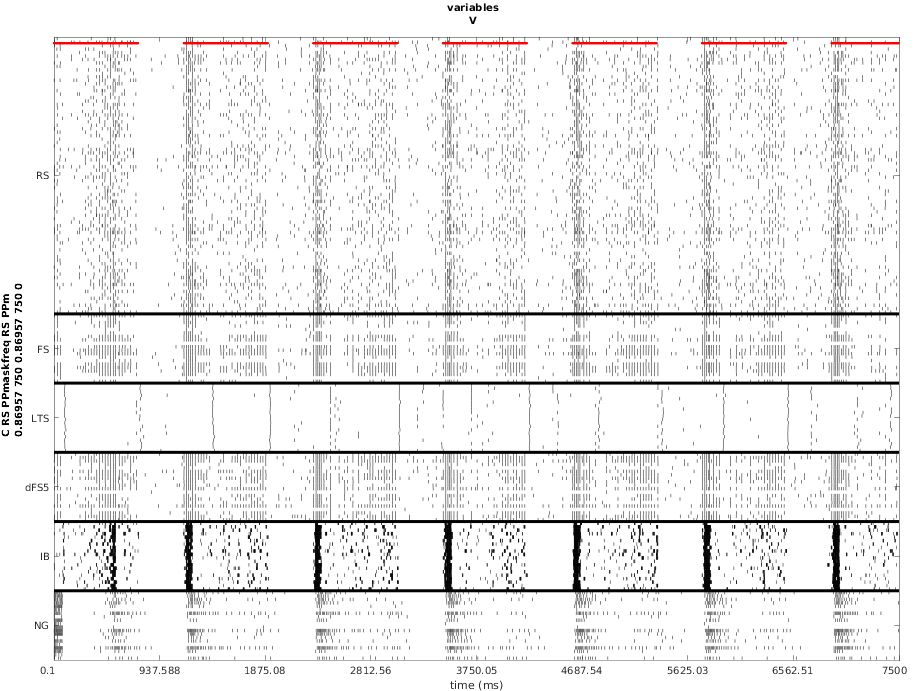 variables
V
C RS PPmaskfreq RS PPm
0.86957 750 0.86957 750 0
RS
FS
LTS
dFS5
IB
NG
0.1 937.588 1875.08 2812.56 3750.05 4687.54 5625.03 6562.51 7500
time (ms)